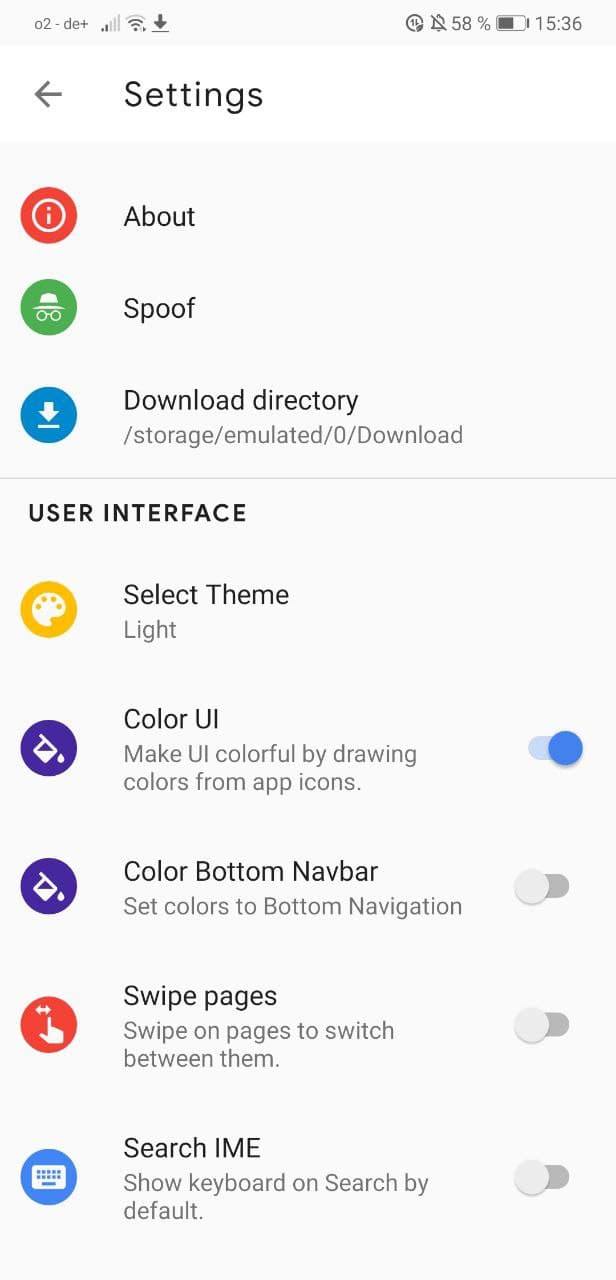 o2 - de+ 58 % 15:36
Settings
About
Spoof
Download directory
/storage/emulated/0/Download
USER INTERFACE
Select Theme
Light
Color UI
Make UI colorful by drawing
colors from app icons.
Color Bottom Navbar
Set colors to Bottom Navigation
Swipe pages
Swipe on pages to switch
between them.
Search IME
Show keyboard on Search by
default.